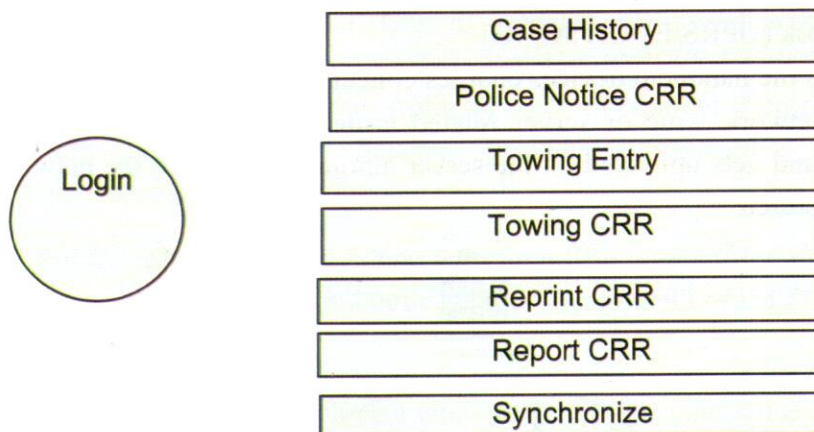 Case History
Police Notice CRR
Login
Towing Entry
Towing CRR
Reprint CRR
Report CRR
Synchronize